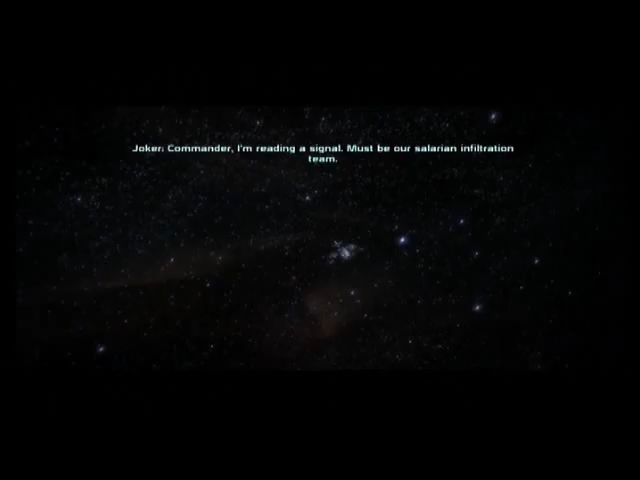 Joker: Commander, I'm reading a signal. Must be our salarian infiltration
team.